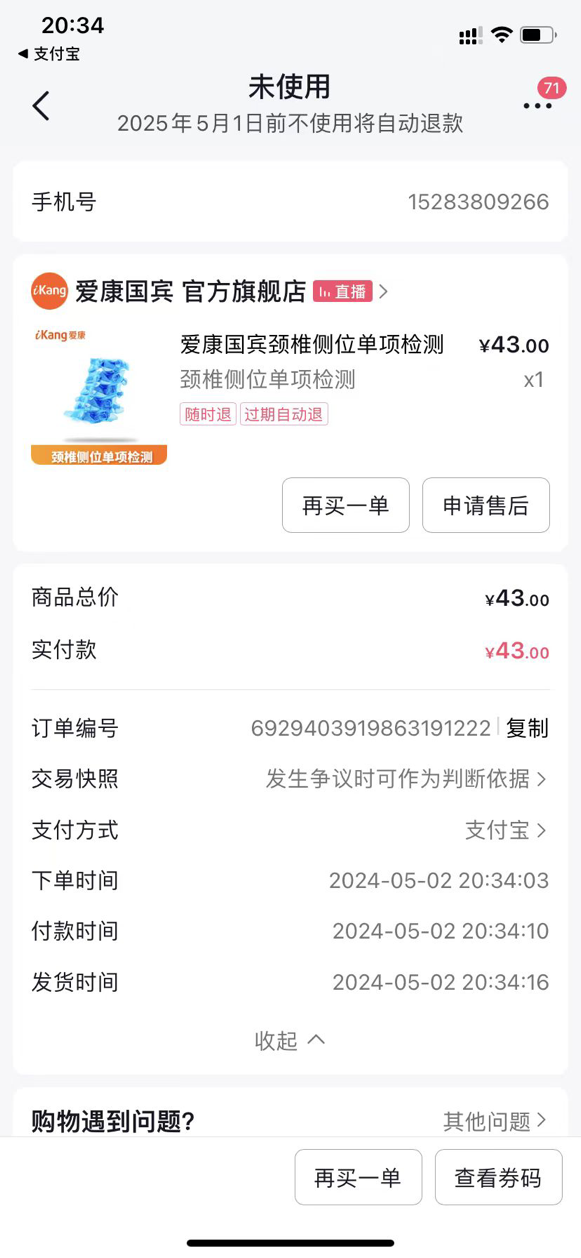 20:34
支付宝
未使用
71
2025年5月1日前不使用将自动退款
手机号 15283809266
iKang 爱康国宾 官方旗舰店 直播
iKang爱康
爱康国宾颈椎侧位单项检测 ¥43.00
颈椎侧位单项检测 x1
随时退 过期自动退
颈椎侧位单项检测
再买一单 申请售后
商品总价 ¥43.00
实付款 ¥43.00
订单编号 6929403919863191222 复制
交易快照 发生争议时可作为判断依据
支付方式 支付宝
下单时间 2024-05-02 20:34:03
付款时间 2024-05-02 20:34:10
发货时间 2024-05-02 20:34:16
收起
购物遇到问题? 其他问题
再买一单 查看券码